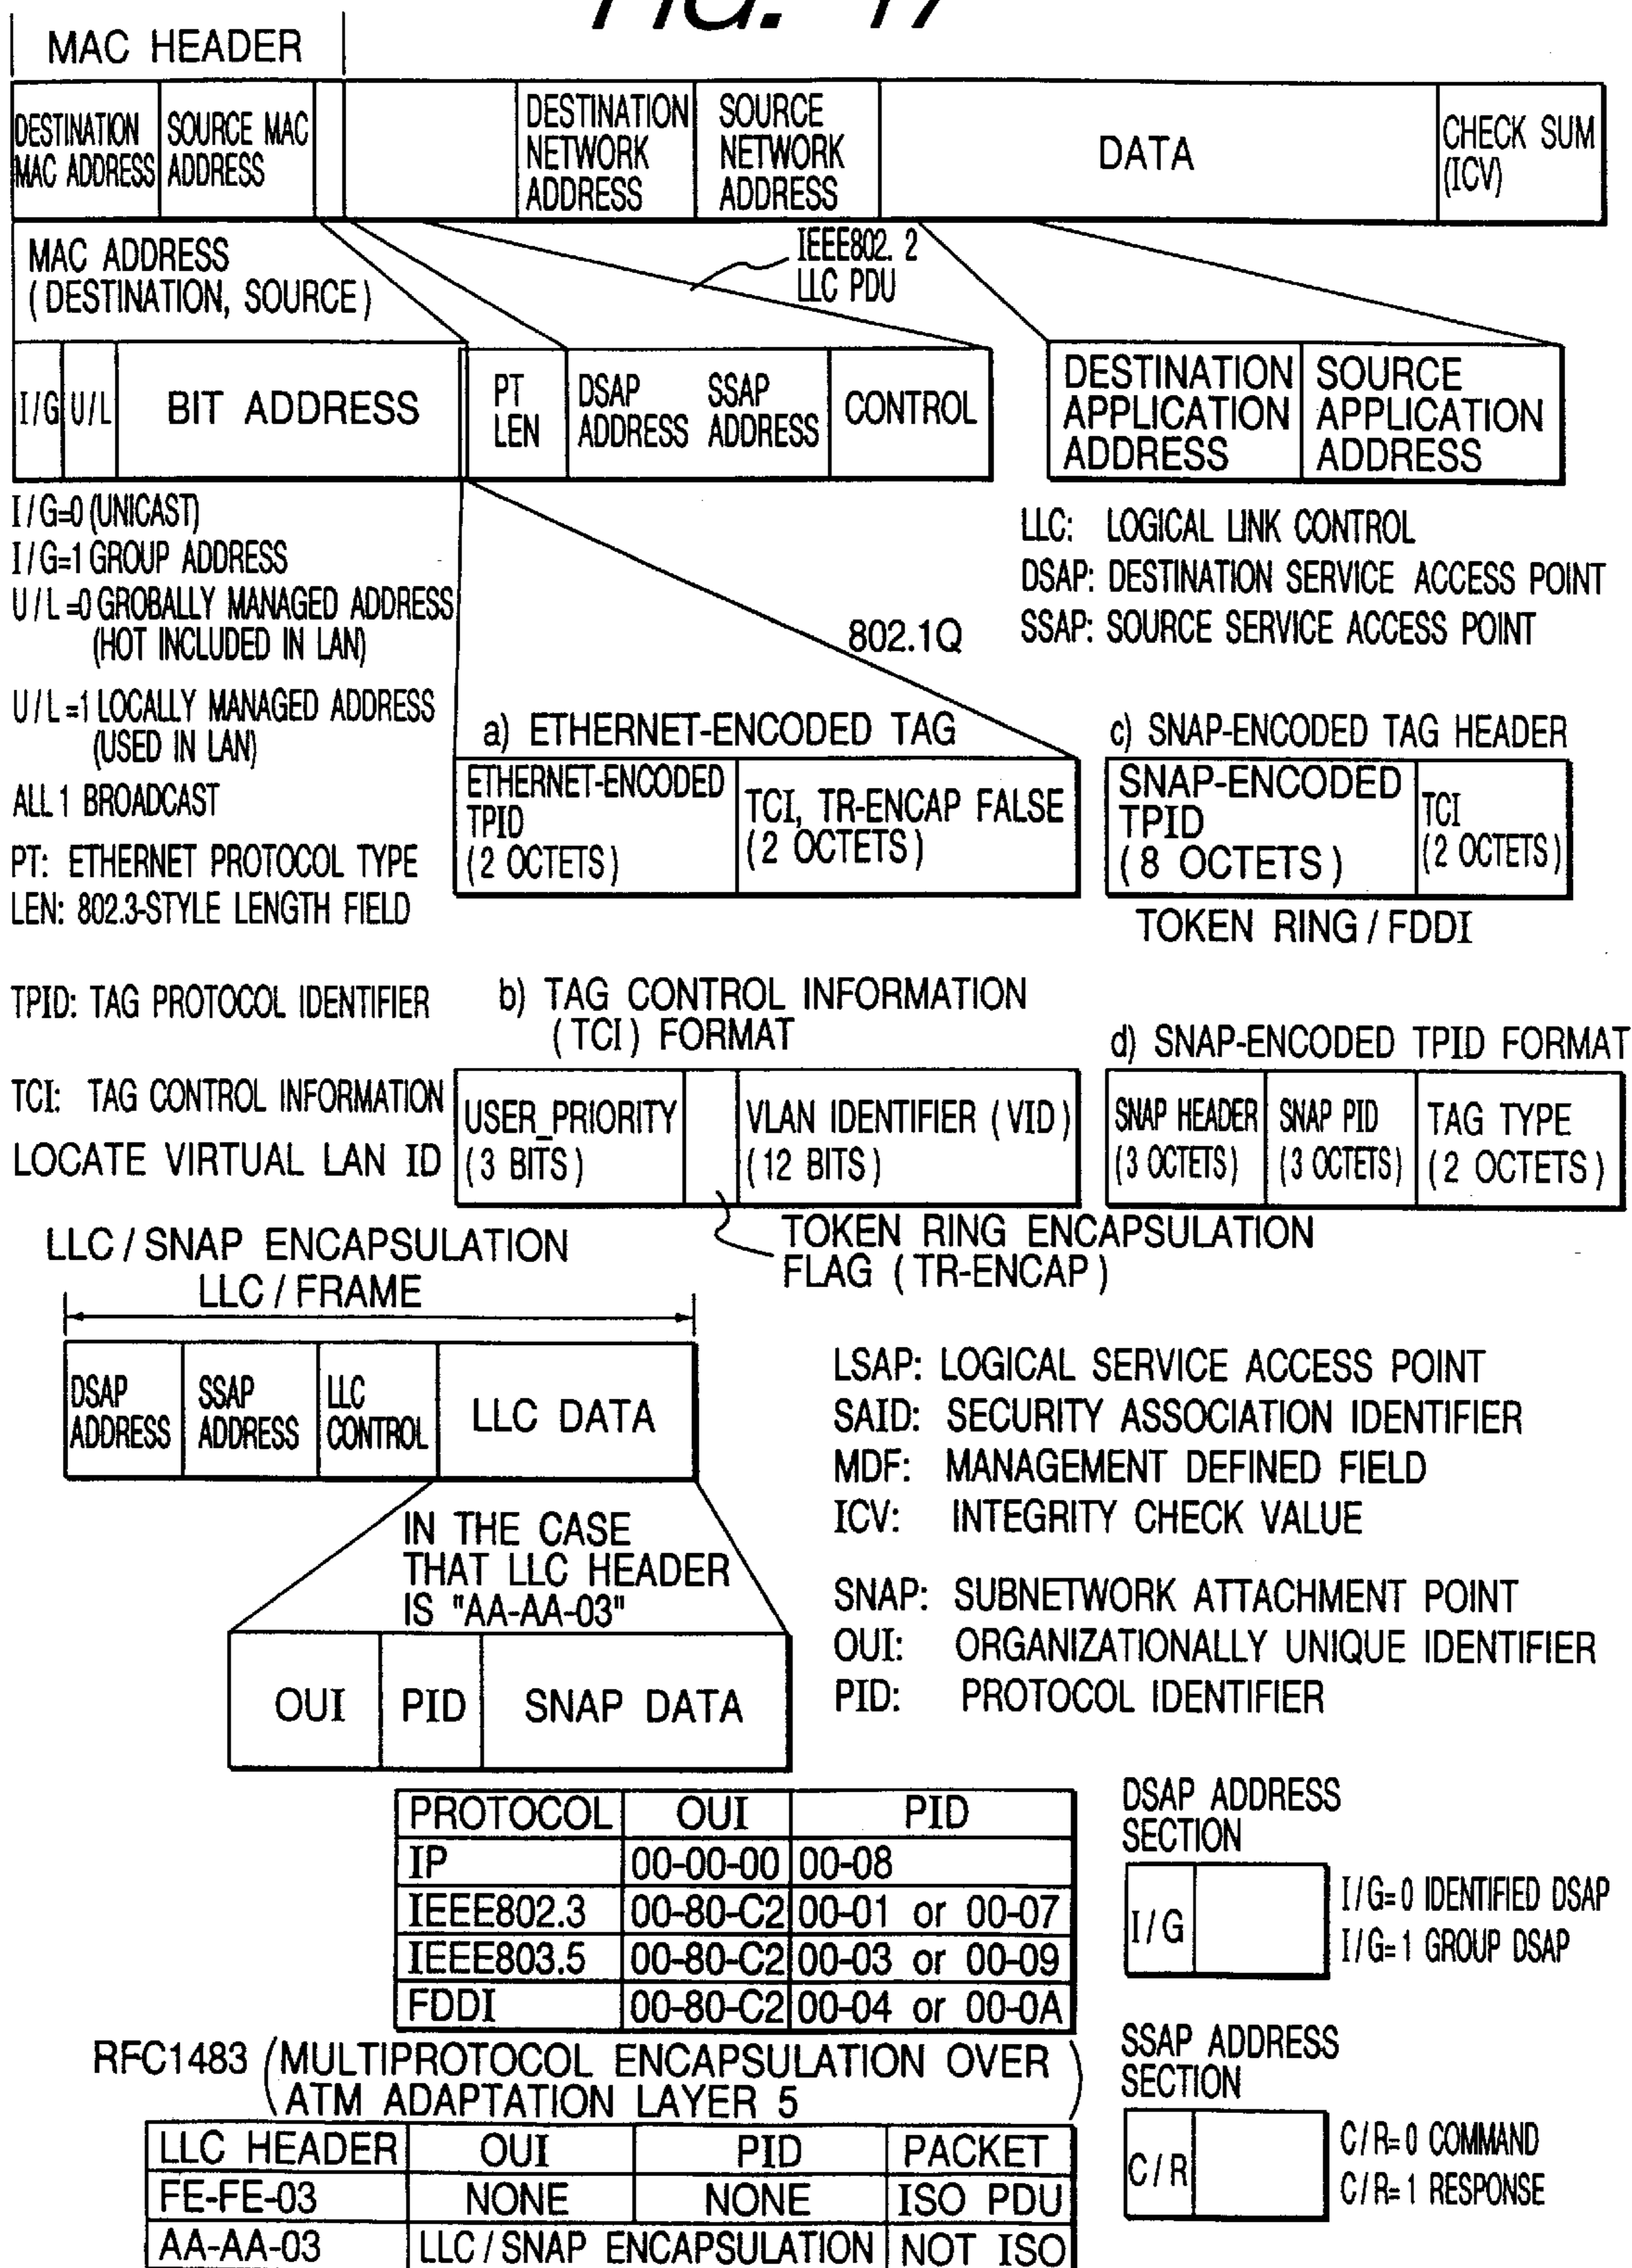 FIG. 17
MAC HEADER
DESTINATION
MAC ADDRESS
SOURCE MAC
ADDRESS
DESTINATION
NETWORK
ADDRESS
SOURCE
NETWORK
ADDRESS
DATA
CHECK SUM
(ICV)
MAC ADDRESS
(DESTINATION, SOURCE)
IEEE802. 2
LLC PDU
I/G
U/L
BIT ADDRESS
PT
LEN
DSAP
ADDRESS
SSAP
ADDRESS
CONTROL
DESTINATION
APPLICATION
ADDRESS
SOURCE
APPLICATION
ADDRESS
I/G=0 (UNICAST)
I/G=1 GROUP ADDRESS
U/L=0 GROBALLY MANAGED ADDRESS
(HOT INCLUDED IN LAN)
U/L=1 LOCALLY MANAGED ADDRESS
(USED IN LAN)
ALL 1 BROADCAST
PT: ETHERNET PROTOCOL TYPE
LEN: 802.3-STYLE LENGTH FIELD
LLC: LOGICAL LINK CONTROL
DSAP: DESTINATION SERVICE ACCESS POINT
SSAP: SOURCE SERVICE ACCESS POINT
802.1Q
a) ETHERNET-ENCODED TAG
ETHERNET-ENCODED
TPID
(2 OCTETS)
TCI, TR-ENCAP FALSE
(2 OCTETS)
c) SNAP-ENCODED TAG HEADER
SNAP-ENCODED
TPID
(8 OCTETS)
TCI
(2 OCTETS)
TOKEN RING/FDDI
TPID: TAG PROTOCOL IDENTIFIER
TCI: TAG CONTROL INFORMATION
LOCATE VIRTUAL LAN ID
b) TAG CONTROL INFORMATION
(TCI) FORMAT
USER_PRIORITY
(3 BITS)
VLAN IDENTIFIER (VID)
(12 BITS)
TOKEN RING ENCAPSULATION
FLAG (TR-ENCAP)
d) SNAP-ENCODED TPID FORMAT
SNAP HEADER
(3 OCTETS)
SNAP PID
(3 OCTETS)
TAG TYPE
(2 OCTETS)
LLC/SNAP ENCAPSULATION
LLC/FRAME
DSAP
ADDRESS
SSAP
ADDRESS
LLC
CONTROL
LLC DATA
IN THE CASE
THAT LLC HEADER
IS "AA-AA-03"
OUI
PID
SNAP DATA
LSAP: LOGICAL SERVICE ACCESS POINT
SAID: SECURITY ASSOCIATION IDENTIFIER
MDF: MANAGEMENT DEFINED FIELD
ICV: INTEGRITY CHECK VALUE
SNAP: SUBNETWORK ATTACHMENT POINT
OUI: ORGANIZATIONALLY UNIQUE IDENTIFIER
PID: PROTOCOL IDENTIFIER
PROTOCOL OUI PID
IP 00-00-00 00-08
IEEE802.3 00-80-C2 00-01 or 00-07
IEEE803.5 00-80-C2 00-03 or 00-09
FDDI 00-80-C2 00-04 or 00-0A
DSAP ADDRESS
SECTION
I/G
I/G=0 IDENTIFIED DSAP
I/G=1 GROUP DSAP
RFC1483 (MULTIPROTOCOL ENCAPSULATION OVER
ATM ADAPTATION LAYER 5)
LLC HEADER OUI PID PACKET
FE-FE-03 NONE NONE ISO PDU
AA-AA-03 LLC/SNAP ENCAPSULATION NOT ISO
SSAP ADDRESS
SECTION
C/R
C/R=0 COMMAND
C/R=1 RESPONSE